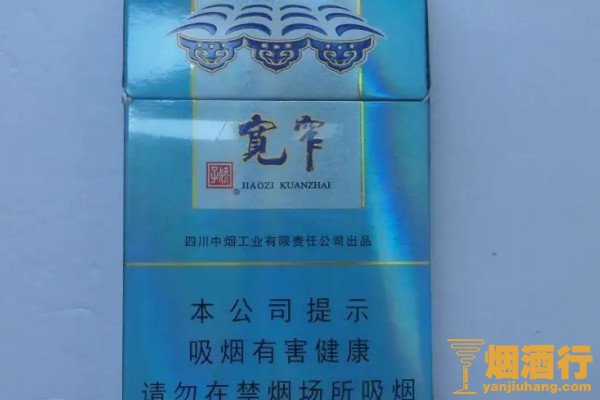 宽窄
娇子
® JIAOZI KUANZHAI
四川中烟工业有限责任公司出品
本公司提示
吸烟有害健康
请勿在禁烟场所吸烟
烟酒行
yanjiuhang.com